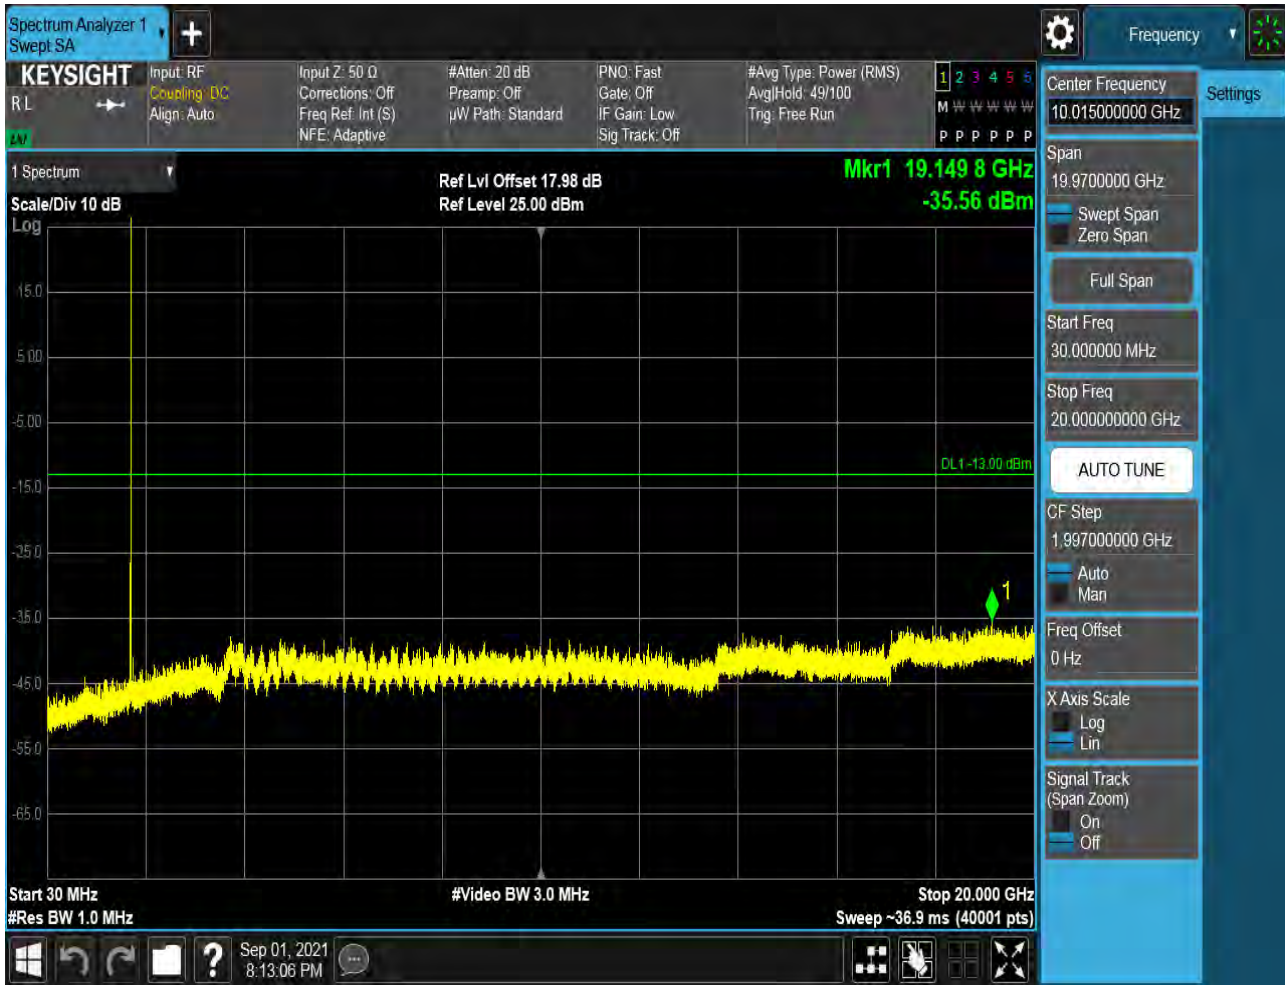 Spectrum Analyzer 1
Swept SA
Frequency
KEYSIGHT
R L
Input: RF
Coupling: DC
Align: Auto
Input Z: 50 Ω
Corrections: Off
Freq Ref: Int (S)
NFE: Adaptive
#Atten: 20 dB
Preamp: Off
µW Path: Standard
PNO: Fast
Gate: Off
IF Gain: Low
Sig Track: Off
#Avg Type: Power (RMS)
Avg|Hold: 49/100
Trig: Free Run
1 2 3 4 5 6
M W W W W W
P P P P P P
1 Spectrum
Scale/Div 10 dB
Log
Ref Lvl Offset 17.98 dB
Ref Level 25.00 dBm
Mkr1 19.149 8 GHz
-35.56 dBm
15.0
5.00
-5.00
-15.0
-25.0
-35.0
-45.0
-55.0
-65.0
DL1 -13.00 dBm
1
Start 30 MHz
#Res BW 1.0 MHz
#Video BW 3.0 MHz
Stop 20.000 GHz
Sweep ~36.9 ms (40001 pts)
Sep 01, 2021
8:13:06 PM
Center Frequency
10.015000000 GHz
Span
19.9700000 GHz
Swept Span
Zero Span
Full Span
Start Freq
30.000000 MHz
Stop Freq
20.000000000 GHz
AUTO TUNE
CF Step
1.997000000 GHz
Auto
Man
Freq Offset
0 Hz
X Axis Scale
Log
Lin
Signal Track
(Span Zoom)
On
Off
Settings